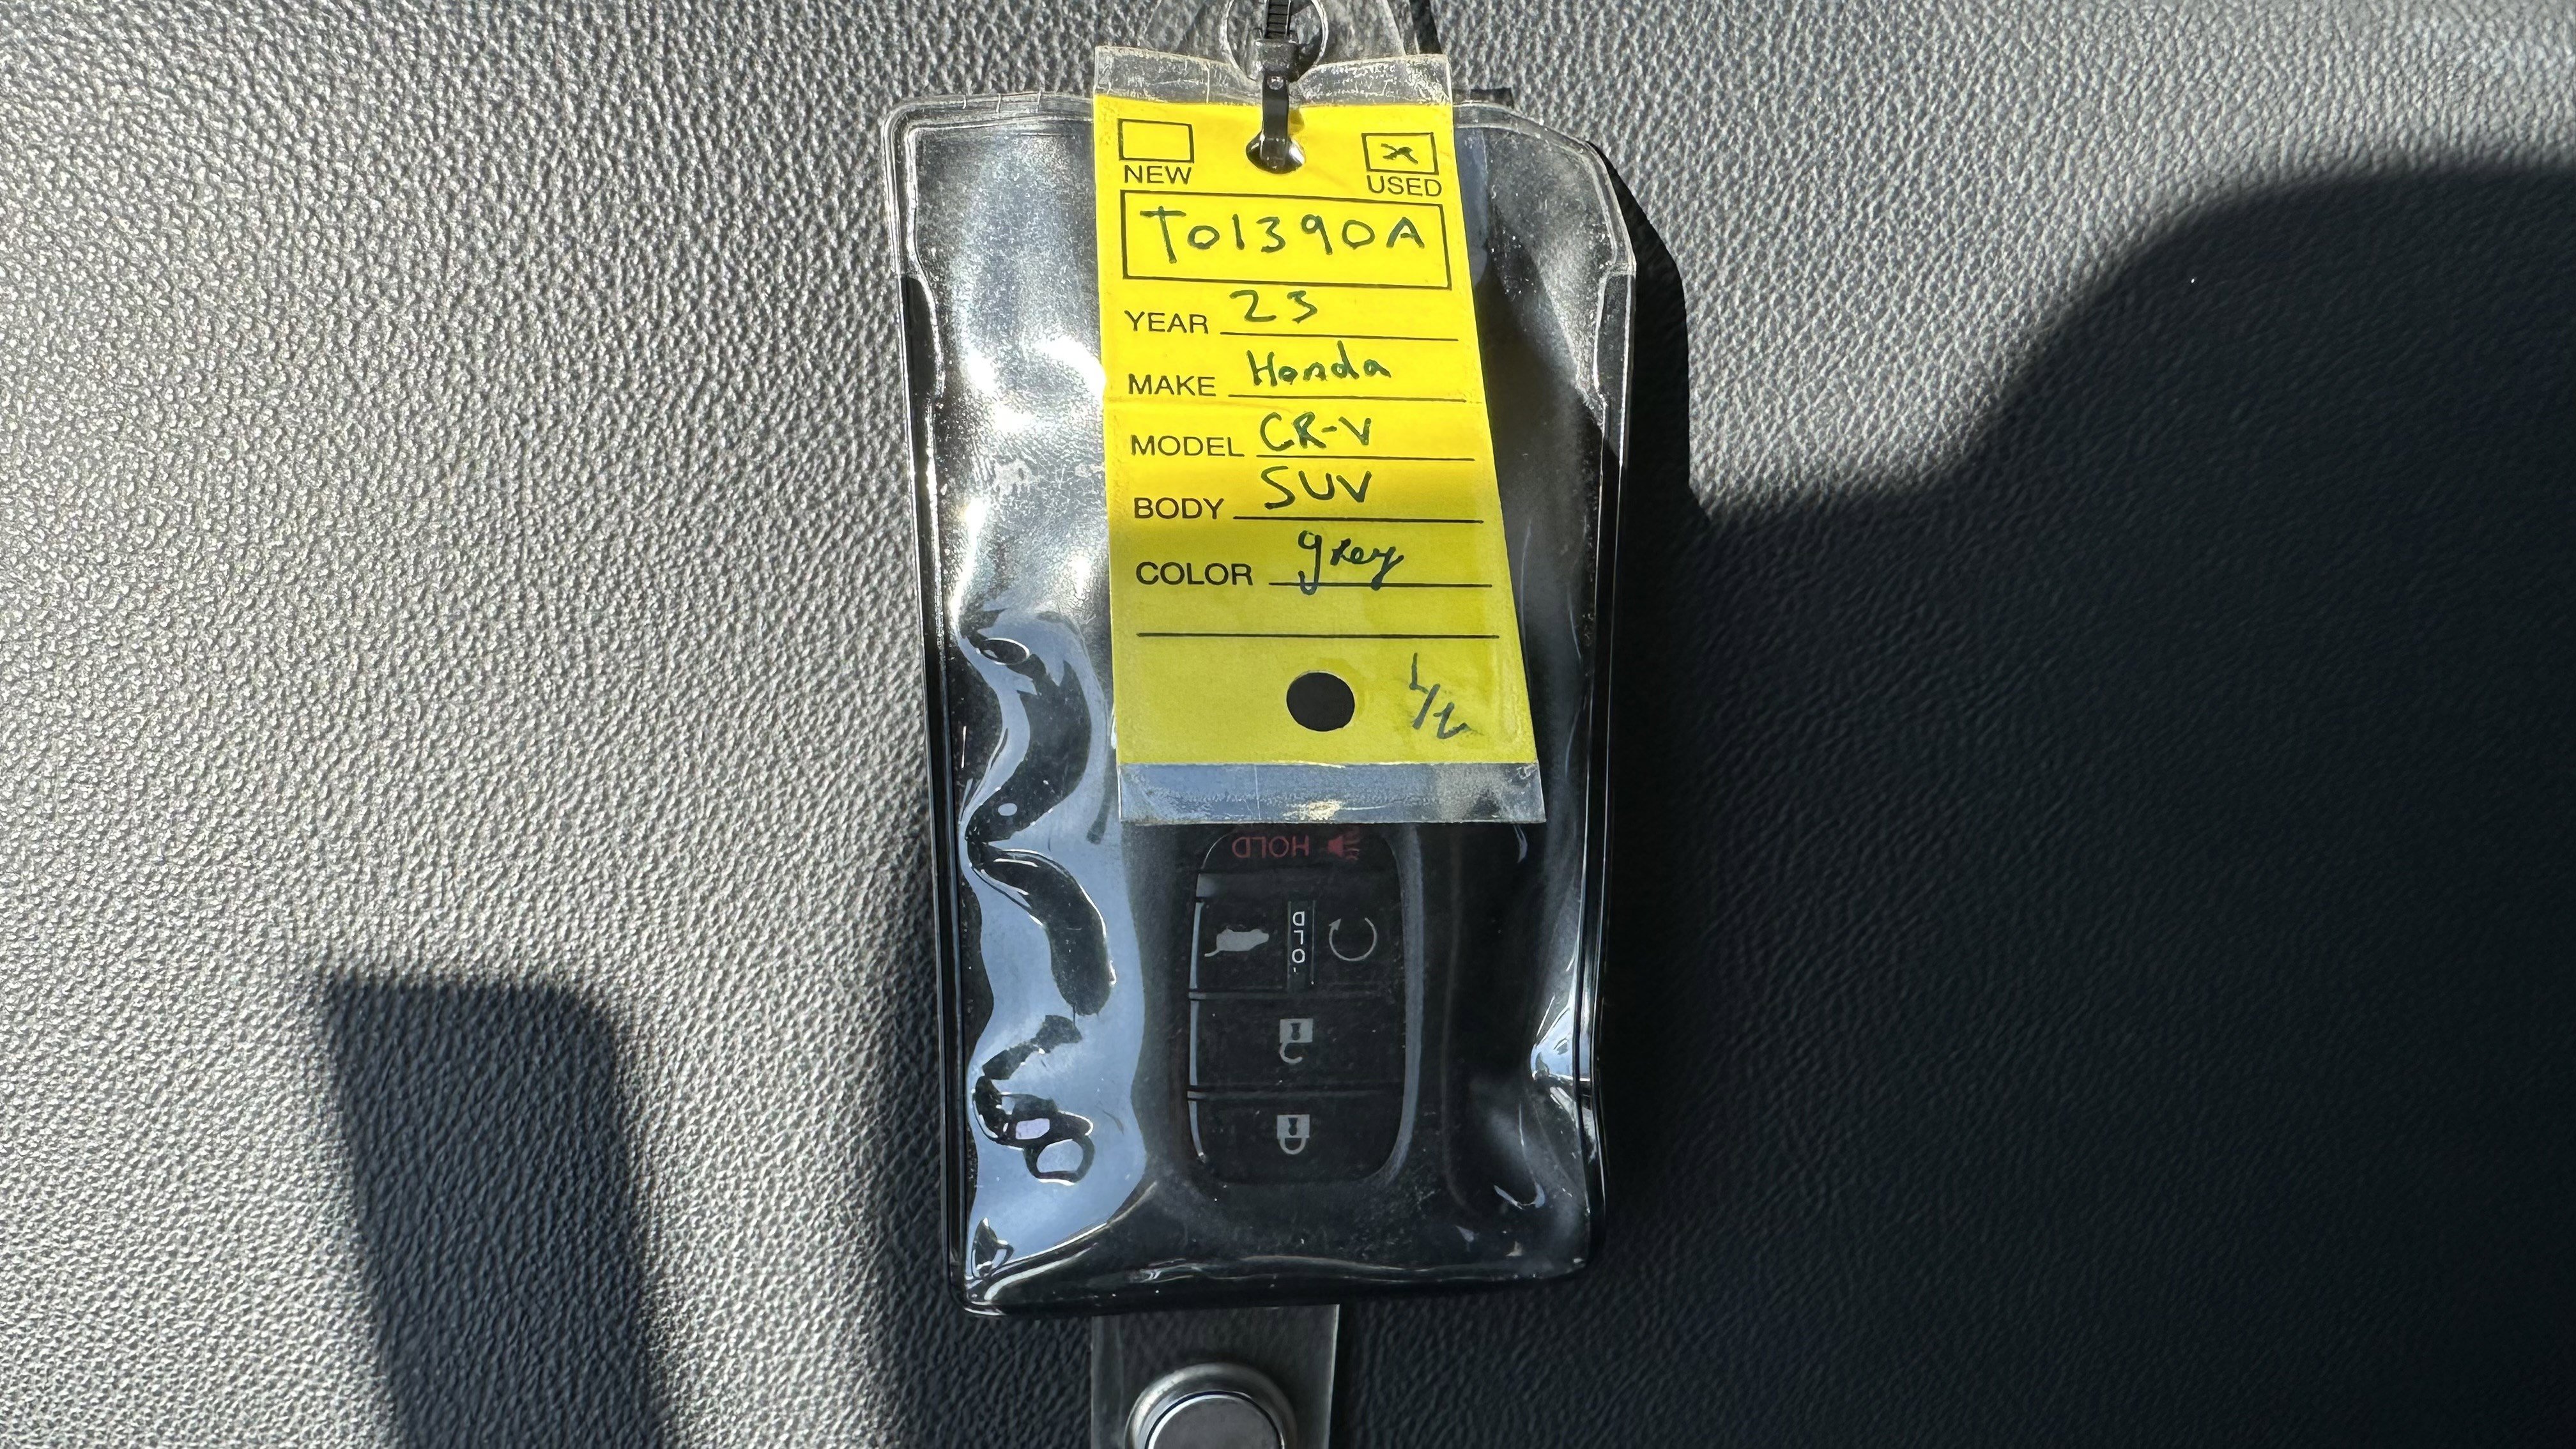 NEW USED
T01390A
YEAR 23
MAKE Honda
MODEL CR-V
BODY SUV
COLOR grey
1/2
HOLD